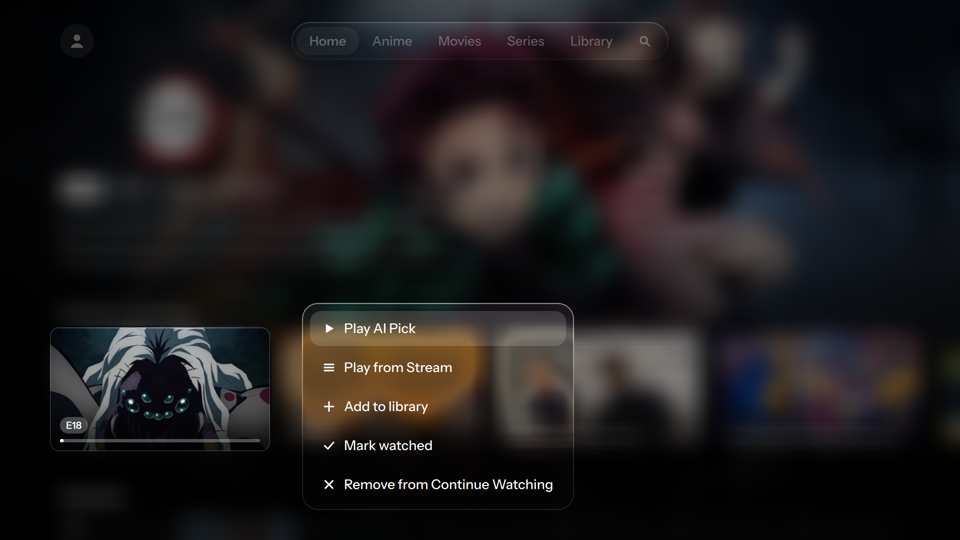 Home Anime Movies Series Library
Play AI Pick
Play from Stream
Add to library
E18
Mark watched
Remove from Continue Watching